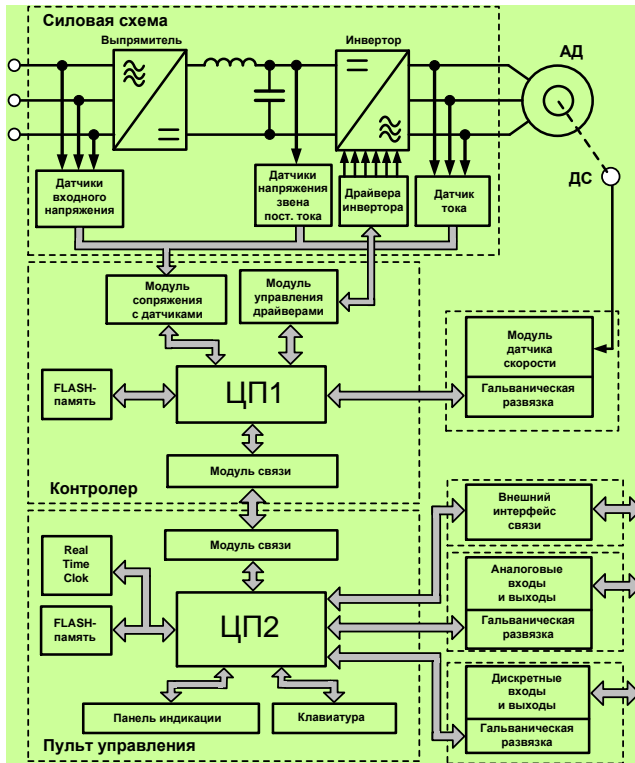 Силовая схема
Выпрямитель
Инвертор
АД
ДС
Датчики
входного
напряжения
Датчики
напряжения
звена
пост. тока
Драйвера
инвертора
Датчик
тока
Модуль
сопряжения
с датчиками
Модуль
управления
драйверами
Модуль
датчика
скорости
Гальваническая
развязка
FLASH-
память
ЦП1
Модуль связи
Контролер
Модуль связи
Внешний
интерфейс
связи
Real
Time
Clok
Аналоговые
входы
и выходы
Гальваническая
развязка
FLASH-
память
ЦП2
Дискретные
входы
и выходы
Гальваническая
развязка
Панель индикации
Клавиатура
Пульт управления